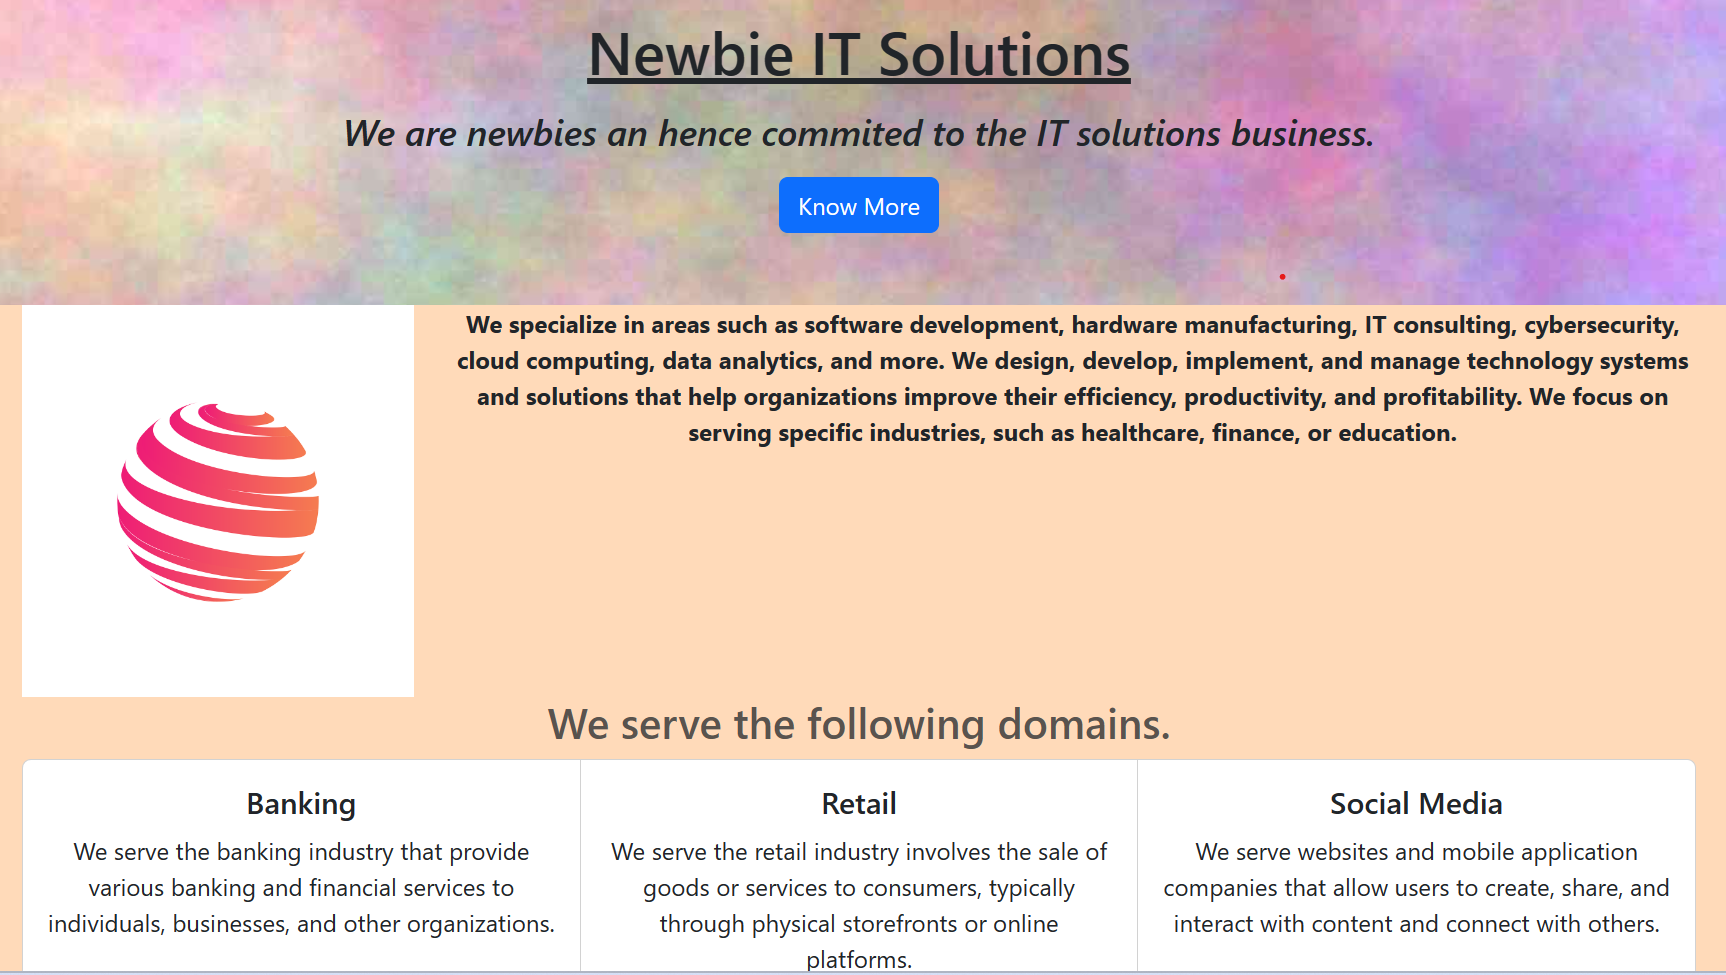 Newbie IT Solutions
We are newbies an hence commited to the IT solutions business.
Know More
We specialize in areas such as software development, hardware manufacturing, IT consulting, cybersecurity,
cloud computing, data analytics, and more. We design, develop, implement, and manage technology systems
and solutions that help organizations improve their efficiency, productivity, and profitability. We focus on
serving specific industries, such as healthcare, finance, or education.
We serve the following domains.
Banking
We serve the banking industry that provide
various banking and financial services to
individuals, businesses, and other organizations.
Retail
We serve the retail industry involves the sale of
goods or services to consumers, typically
through physical storefronts or online
platforms.
Social Media
We serve websites and mobile application
companies that allow users to create, share, and
interact with content and connect with others.